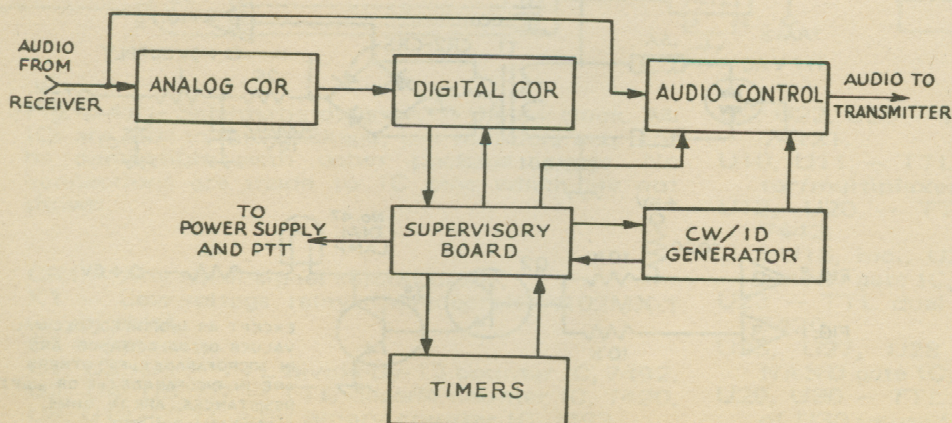 AUDIO
FROM
RECEIVER
ANALOG COR
DIGITAL COR
AUDIO CONTROL
AUDIO TO
TRANSMITTER
TO
POWER SUPPLY
AND PTT
SUPERVISORY
BOARD
CW/ID
GENERATOR
TIMERS